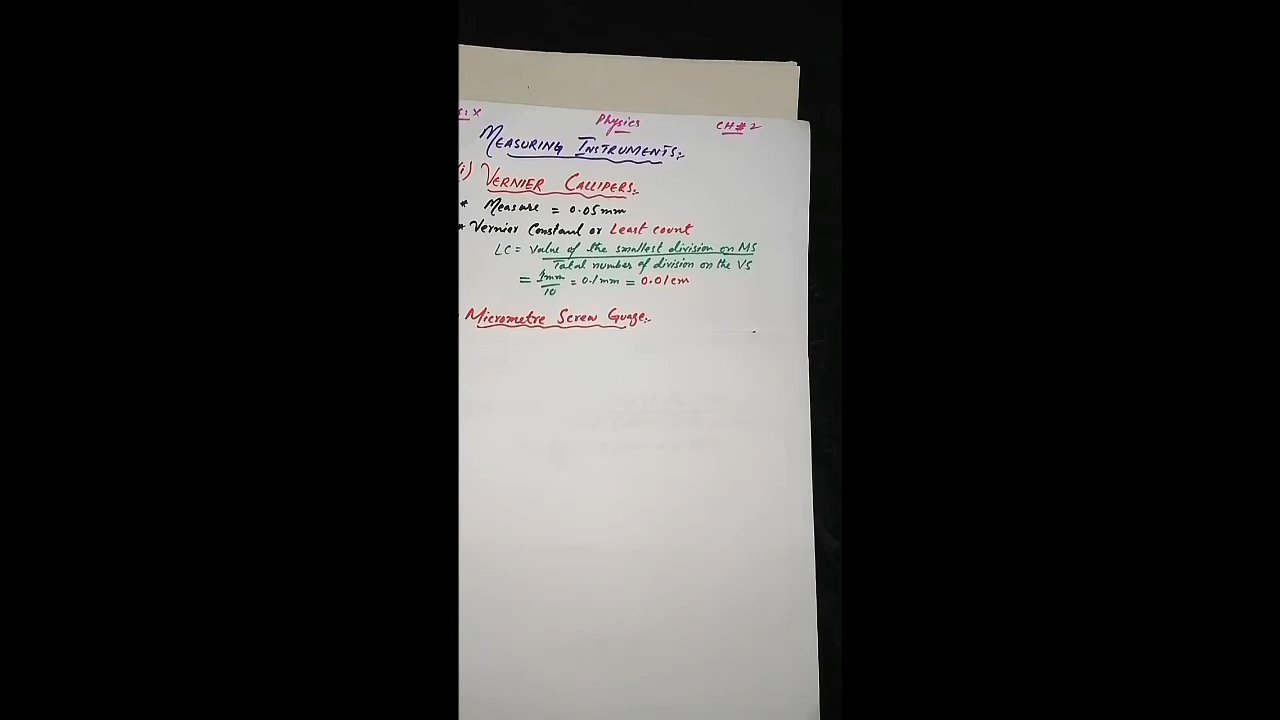 Physics CH#2
MEASURING INSTRUMENTS:-
(i) VERNIER CALLIPERS:-
* Measure = 0.05mm
* Vernier Constant or Least count
LC = Value of the smallest division on MS
Total number of division on the VS
= 1mm/10 = 0.1mm = 0.01cm
Micrometre Screw Guage:-